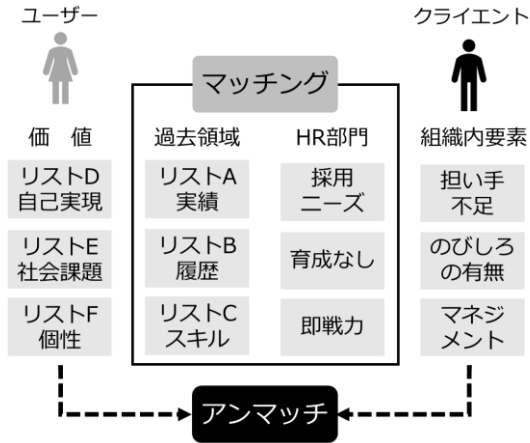 ユーザー
クライアント
マッチング
価　値
過去領域
HR部門
組織内要素
リストD
自己実現
リストA
実績
採用
ニーズ
担い手
不足
リストE
社会課題
リストB
履歴
育成なし
のびしろ
の有無
リストF
個性
リストC
スキル
即戦力
マネジ
メント
アンマッチ